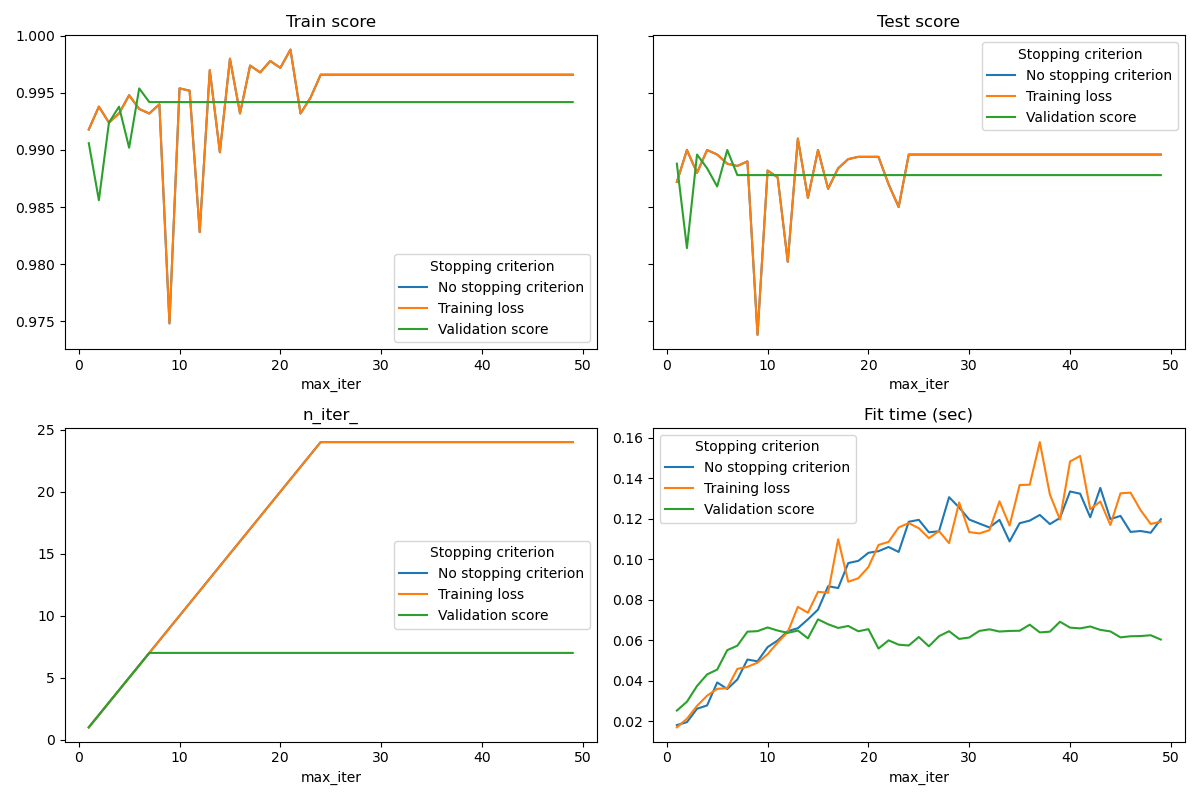 Train score
1.000
0.995
0.990
0.985
0.980
0.975
Stopping criterion
No stopping criterion
Training loss
Validation score
0 10 20 30 40 50
max_iter
Test score
Stopping criterion
No stopping criterion
Training loss
Validation score
0 10 20 30 40 50
max_iter
n_iter_
25
20
15
10
5
0
Stopping criterion
No stopping criterion
Training loss
Validation score
0 10 20 30 40 50
max_iter
Fit time (sec)
0.16
0.14
0.12
0.10
0.08
0.06
0.04
0.02
Stopping criterion
No stopping criterion
Training loss
Validation score
0 10 20 30 40 50
max_iter